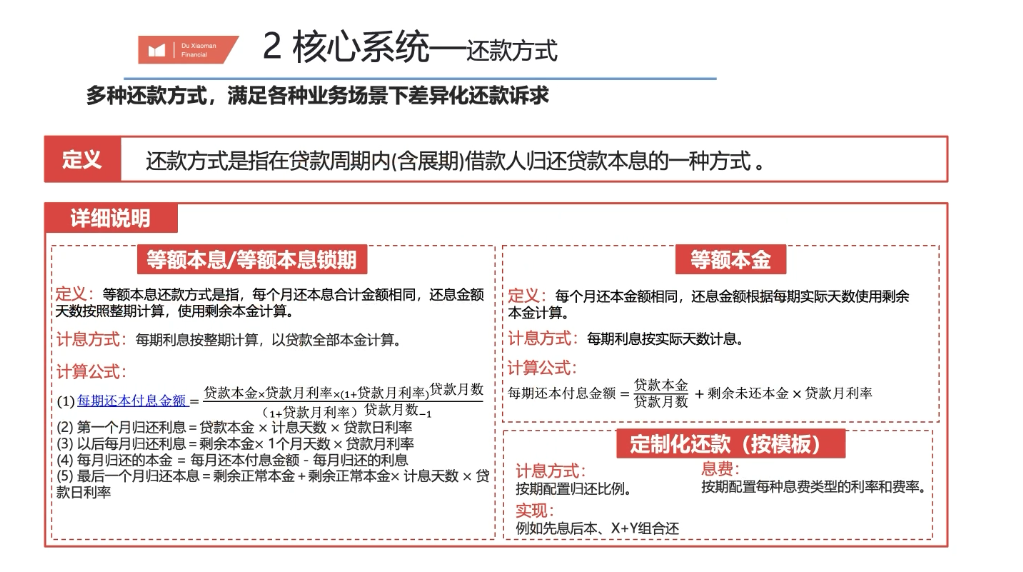 Du Xiaoman
Financial
2 核心系统—还款方式
多种还款方式，满足各种业务场景下差异化还款诉求
定义
还款方式是指在贷款周期内(含展期)借款人归还贷款本息的一种方式 。
详细说明
等额本息/等额本息锁期
定义：等额本息还款方式是指，每个月还本息合计金额相同，还息金额
天数按照整期计算，使用剩余本金计算。
计息方式：每期利息按整期计算，以贷款全部本金计算。
计算公式：
(1)每期还本付息金额 = 贷款本金×贷款月利率×(1+贷款月利率)贷款月数
（1+贷款月利率）贷款月数−1
(2) 第一个月归还利息＝贷款本金 × 计息天数 × 贷款日利率
(3) 以后每月归还利息＝剩余本金× 1个月天数 × 贷款月利率
(4) 每月归还的本金 = 每月还本付息金额 - 每月归还的利息
(5) 最后一个月归还本息＝剩余正常本金＋剩余正常本金× 计息天数 × 贷
款日利率
等额本金
定义：每个月还本金额相同，还息金额根据每期实际天数使用剩余
本金计算。
计息方式：每期利息按实际天数计息。
计算公式：
每期还本付息金额 = 贷款本金/贷款月数 + 剩余未还本金 × 贷款月利率
定制化还款（按模板）
计息方式：
按期配置归还比例。
息费：
按期配置每种息费类型的利率和费率。
实现：
例如先息后本、X+Y组合还